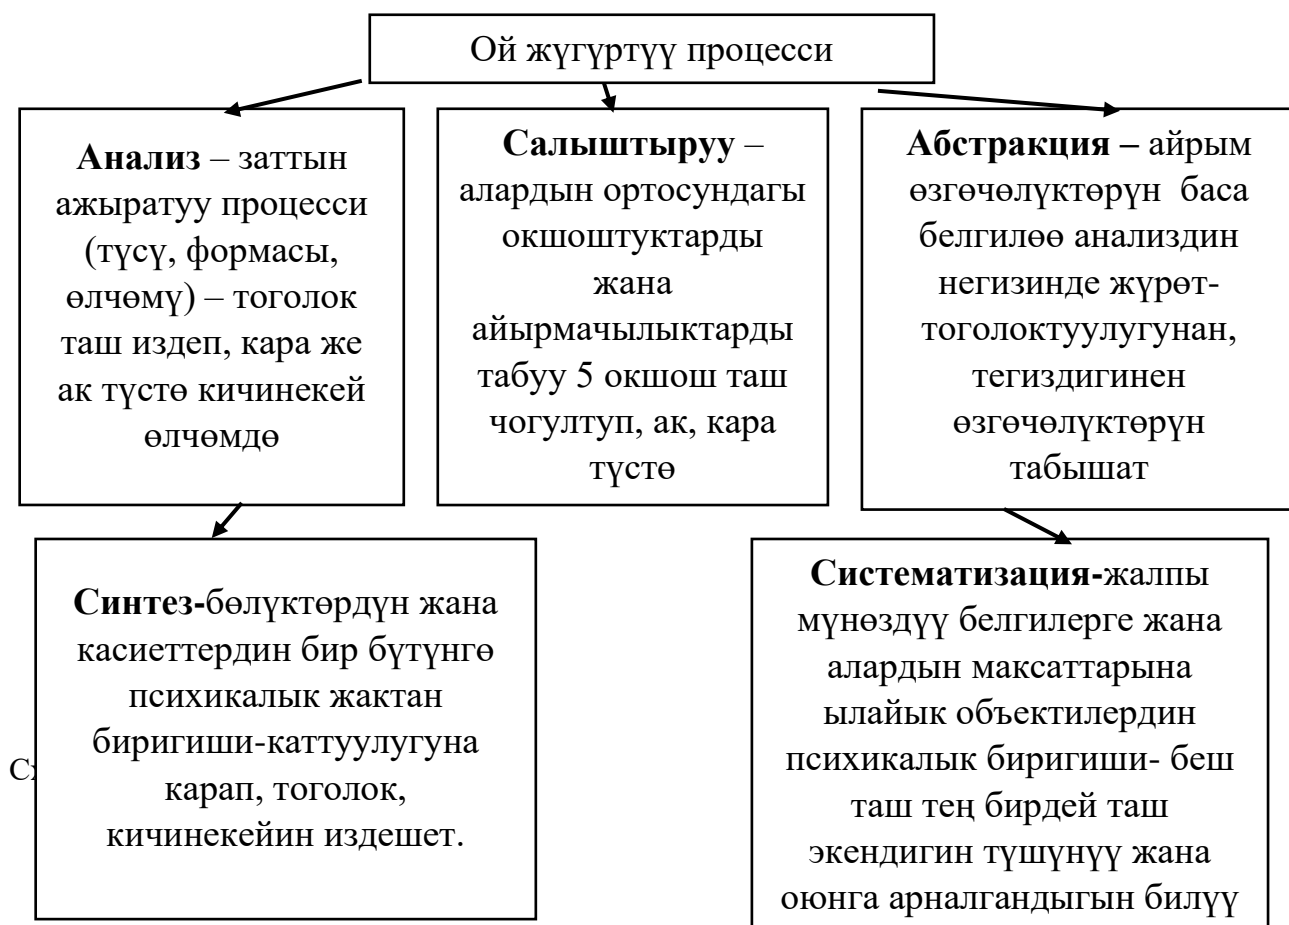 Ой жүгүртүү процесси
Анализ – заттын
ажыратуу процесси
(түсү, формасы,
өлчөмү) – тоголок
таш издеп, кара же
ак түстө кичинекей
өлчөмдө
Салыштыруу –
алардын ортосундагы
окшоштуктарды
жана
айырмачылыктарды
табуу 5 окшош таш
чогултуп, ак, кара
түстө
Абстракция – айрым
өзгөчөлүктөрүн баса
белгилөө анализдин
негизинде жүрөт-
тоголоктуулугунан,
тегиздигинен
өзгөчөлүктөрүн
табышат
Синтез-бөлүктөрдүн жана
касиеттердин бир бүтүнгө
психикалык жактан
биригиши-каттуулугуна
карап, тоголок,
кичинекейин издешет.
Систематизация-жалпы
мүнөздүү белгилерге жана
алардын максаттарына
ылайык объектилердин
психикалык биригиши- беш
таш тең бирдей таш
экендигин түшүнүү жана
оюнга арналгандыгын билүү